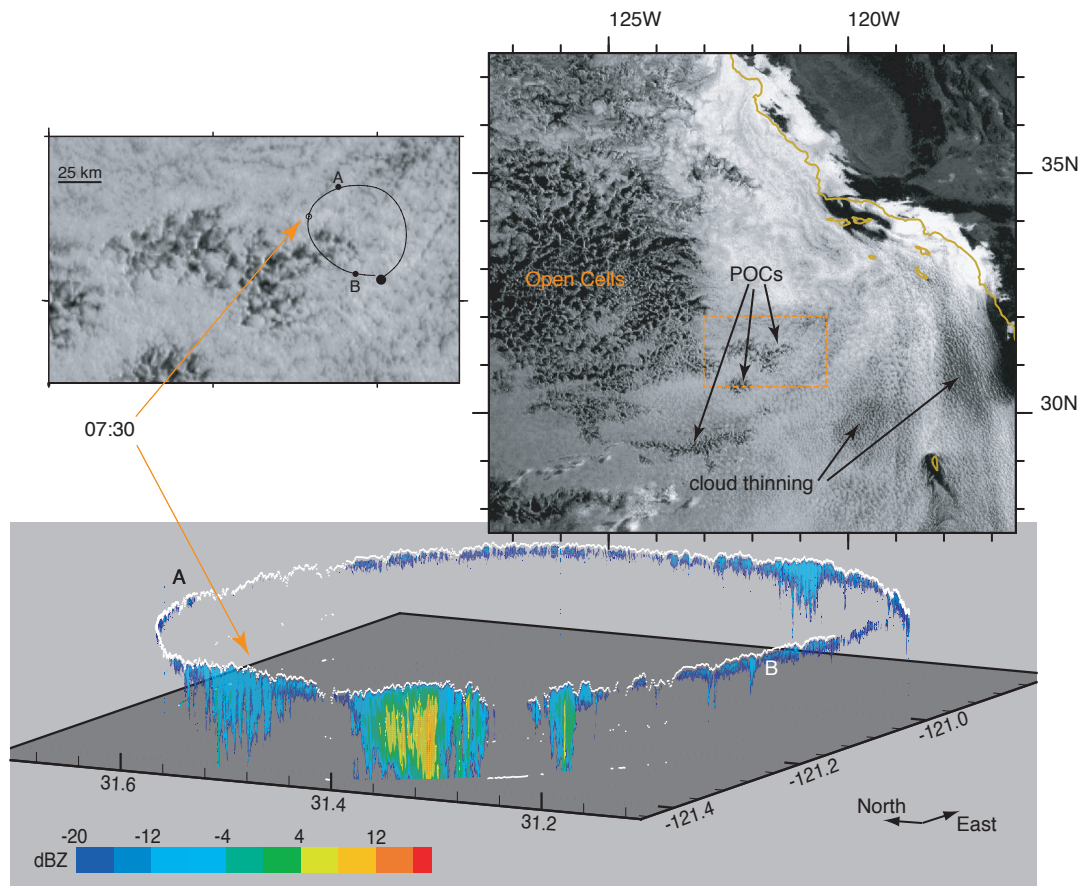 125W
120W
25 km
A
B
35N
POCs
Open Cells
30N
07:30
cloud thinning
A
B
31.6
31.4
31.2
-121.4
-121.2
-121.0
North
East
-20
-12
-4
4
12
dBZ